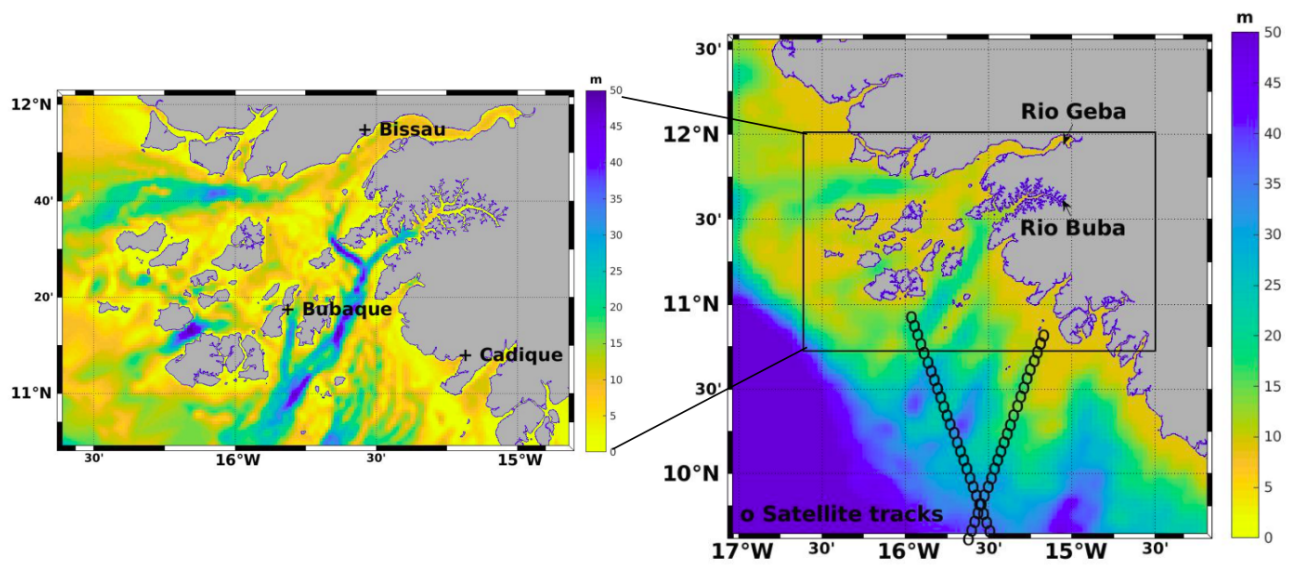 m
50
45
40
35
30
25
20
15
10
5
0
12°N
40'
20'
11°N
30'
16°W
30'
15°W
+ Bissau
+ Bubaque
+ Cadique
m
50
45
40
35
30
25
20
15
10
5
0
30'
12°N
30'
11°N
30'
10°N
17°W
30'
16°W
30'
15°W
30'
Rio Geba
Rio Buba
o Satellite tracks